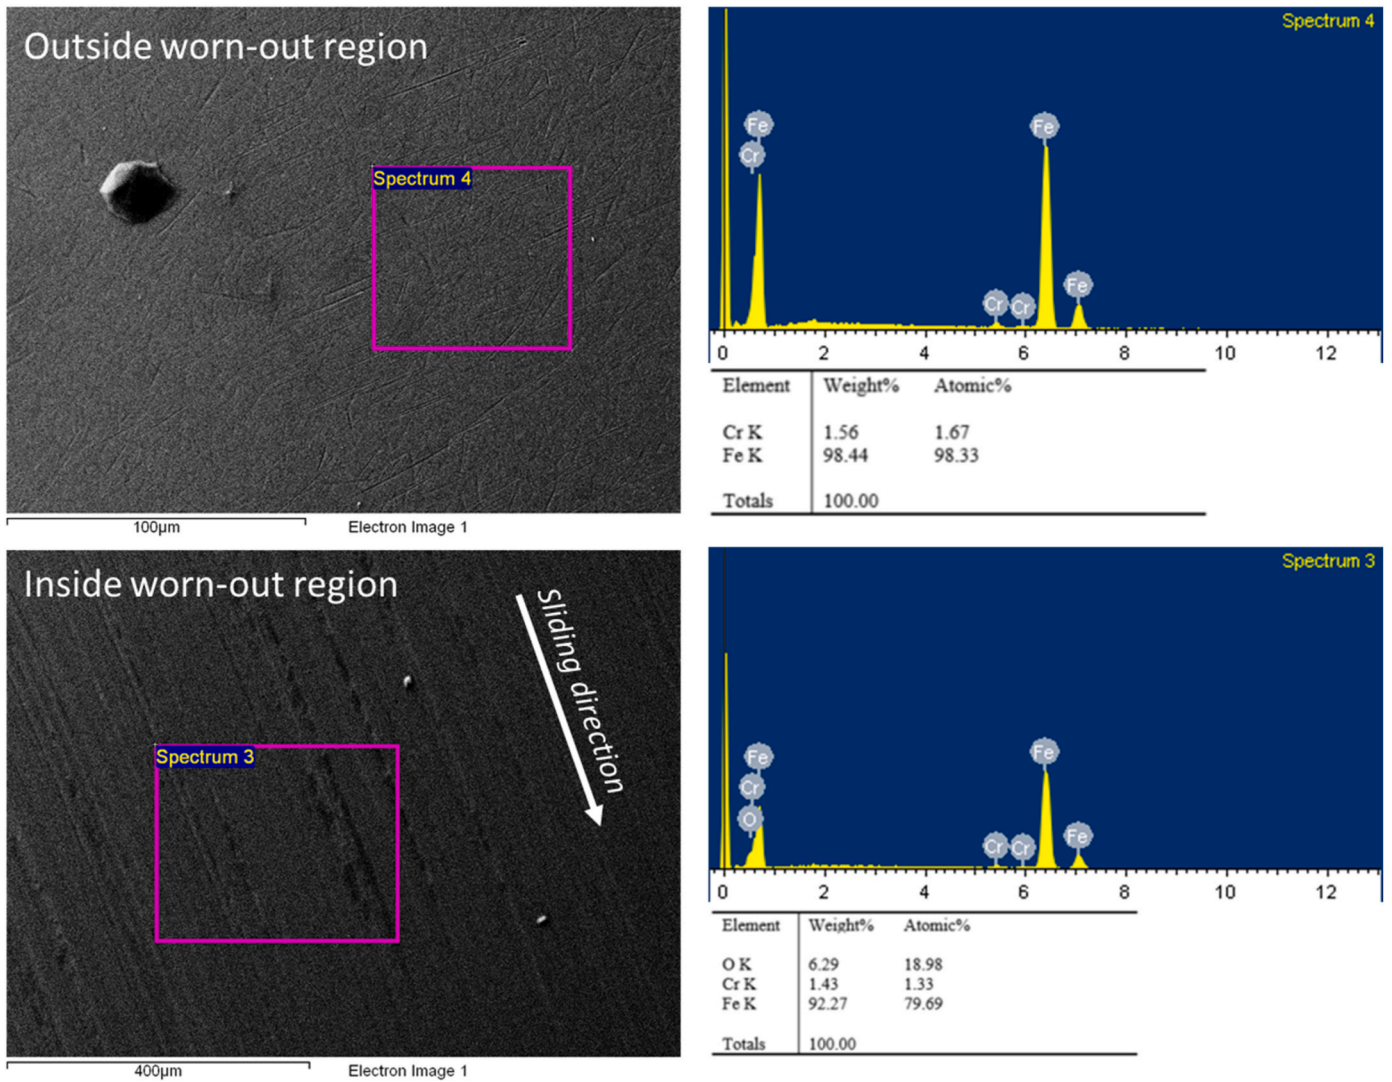 Outside worn-out region
Spectrum 4
100µm
Electron Image 1
Spectrum 4
Fe
Cr
Fe
Cr
Cr
Fe
0 2 4 6 8 10 12
Element Weight% Atomic%
Cr K 1.56 1.67
Fe K 98.44 98.33
Totals 100.00
Inside worn-out region
Sliding direction
Spectrum 3
400µm
Electron Image 1
Spectrum 3
Fe
Cr
O
Fe
Cr
Cr
Fe
0 2 4 6 8 10 12
Element Weight% Atomic%
O K 6.29 18.98
Cr K 1.43 1.33
Fe K 92.27 79.69
Totals 100.00